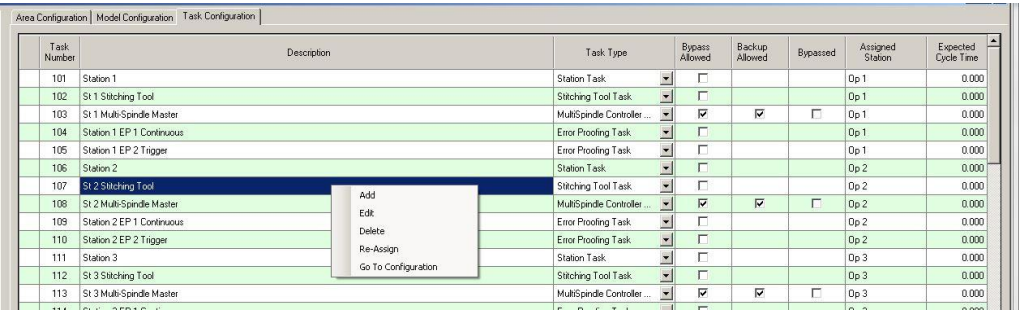 Area Configuration Model Configuration Task Configuration
Task Number Description Task Type Bypass Allowed Backup Allowed Bypassed Assigned Station Expected Cycle Time
101 Station 1 Station Task Op 1 0.000
102 St 1 Stitching Tool Stitching Tool Task Op 1 0.000
103 St 1 Multi-Spindle Master MultiSpindle Controller ... Op 1 0.000
104 Station 1 EP 1 Continuous Error Proofing Task Op 1 0.000
105 Station 1 EP 2 Trigger Error Proofing Task Op 1 0.000
106 Station 2 Station Task Op 2 0.000
107 St 2 Stitching Tool Stitching Tool Task Op 2 0.000
108 St 2 Multi-Spindle Master MultiSpindle Controller ... Op 2 0.000
109 Station 2 EP 1 Continuous Error Proofing Task Op 2 0.000
110 Station 2 EP 2 Trigger Error Proofing Task Op 2 0.000
111 Station 3 Station Task Op 3 0.000
112 St 3 Stitching Tool Stitching Tool Task Op 3 0.000
113 St 3 Multi-Spindle Master MultiSpindle Controller ... Op 3 0.000
Add
Edit
Delete
Re-Assign
Go To Configuration